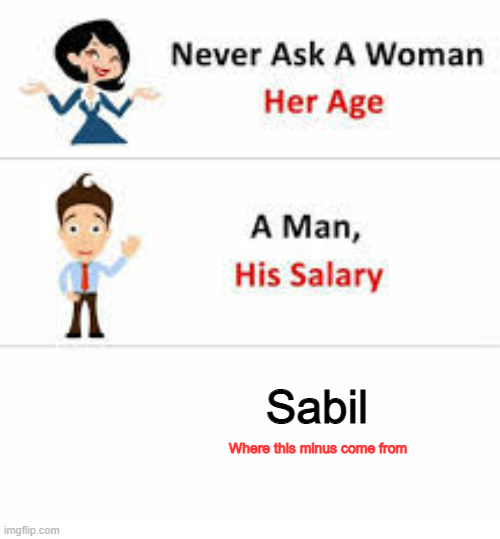 Never Ask A Woman
Her Age
A Man,
His Salary
Sabil
Where this minus come from
imgflip.com